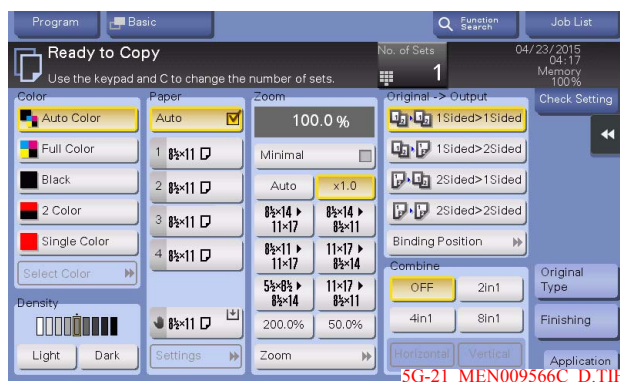 Program
Basic
Function Search
Job List
Ready to Copy
Use the keypad and C to change the number of sets.
No. of Sets
1
04/23/2015
04:17
Memory
100%
Color
Auto Color
Full Color
Black
2 Color
Single Color
Select Color
Density
Light
Dark
Paper
Auto
1 8½×11
2 8½×11
3 8½×11
4 8½×11
8½×11
Settings
Zoom
100.0 %
Minimal
Auto
×1.0
8½×14 ▸ 11×17
8½×14 ▸ 8½×11
8½×11 ▸ 11×17
11×17 ▸ 8½×14
5½×8½ ▸ 8½×14
11×17 ▸ 8½×11
200.0%
50.0%
Zoom
Original -> Output
1Sided>1Sided
1Sided>2Sided
2Sided>1Sided
2Sided>2Sided
Binding Position
Combine
OFF
2in1
4in1
8in1
Horizontal
Vertical
Check Setting
Original Type
Finishing
Application
5G-21_MEN009566C_D.TIF